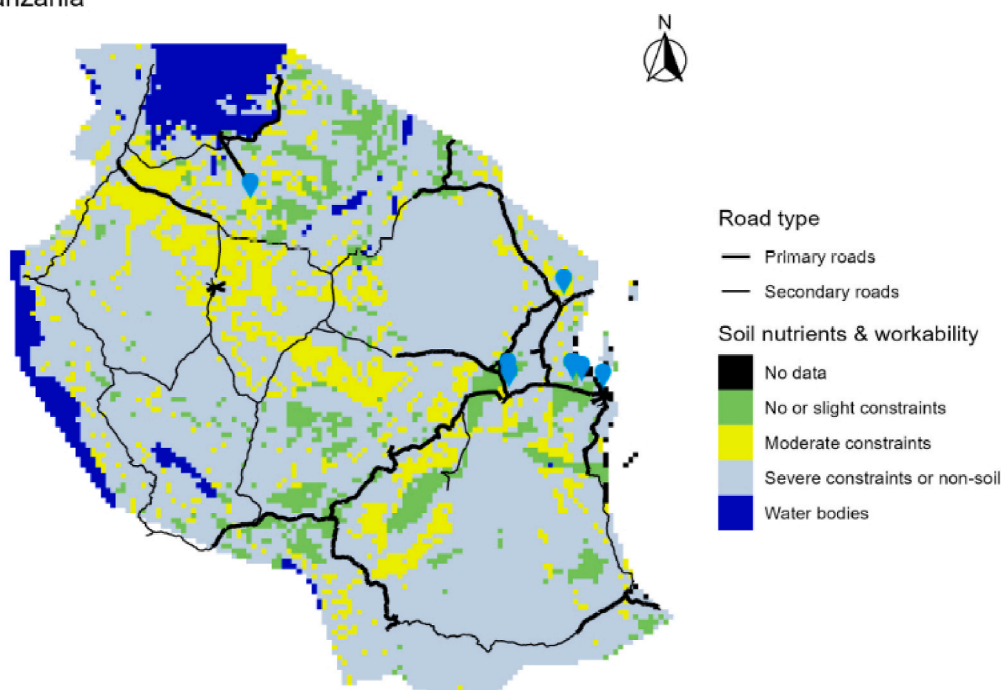 N
Road type
Primary roads
Secondary roads
Soil nutrients & workability
No data
No or slight constraints
Moderate constraints
Severe constraints or non-soil
Water bodies